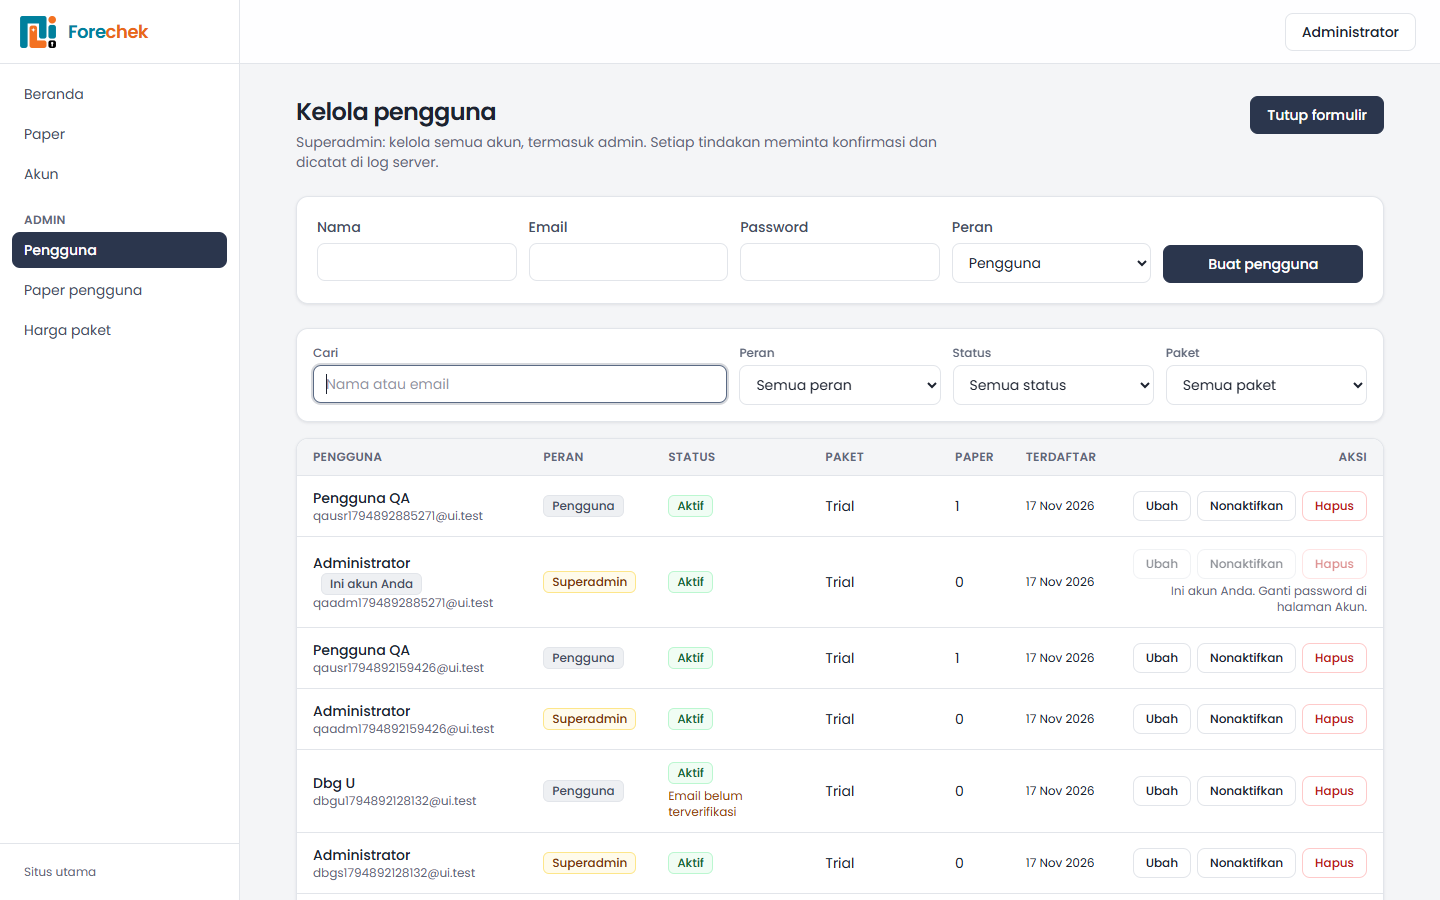 Forechek
Administrator
Beranda
Paper
Akun
ADMIN
Pengguna
Paper pengguna
Harga paket
Situs utama
Kelola pengguna
Superadmin: kelola semua akun, termasuk admin. Setiap tindakan meminta konfirmasi dan
dicatat di log server.
Tutup formulir
Nama Email Password Peran
Pengguna Buat pengguna
Cari Peran Status Paket
Nama atau email Semua peran Semua status Semua paket
PENGGUNA PERAN STATUS PAKET PAPER TERDAFTAR AKSI
Pengguna QA
qausr1794892885271@ui.test
Pengguna Aktif Trial 1 17 Nov 2026 Ubah Nonaktifkan Hapus
Administrator
Ini akun Anda
qaadm1794892885271@ui.test
Superadmin Aktif Trial 0 17 Nov 2026 Ubah Nonaktifkan Hapus
Ini akun Anda. Ganti password di
halaman Akun.
Pengguna QA
qausr1794892159426@ui.test
Pengguna Aktif Trial 1 17 Nov 2026 Ubah Nonaktifkan Hapus
Administrator
qaadm1794892159426@ui.test
Superadmin Aktif Trial 0 17 Nov 2026 Ubah Nonaktifkan Hapus
Dbg U
dbgu1794892128132@ui.test
Pengguna Aktif
Email belum
terverifikasi
Trial 0 17 Nov 2026 Ubah Nonaktifkan Hapus
Administrator
dbgs1794892128132@ui.test
Superadmin Aktif Trial 0 17 Nov 2026 Ubah Nonaktifkan Hapus